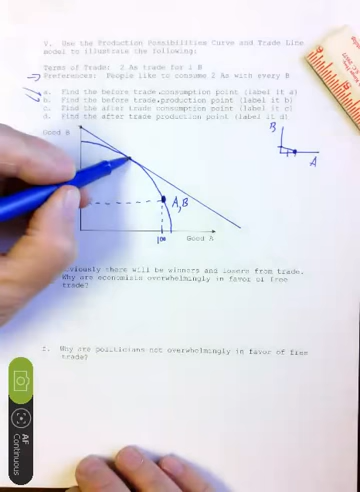 V. Use the Production Possibilities Curve and Trade Line
model to illustrate the following:
Terms of Trade: 2 As trade for 1 B
Preferences: People like to consume 2 As with every B
a. Find the before trade consumption point (label it a)
b. Find the before trade production point (label it b)
c. Find the after trade consumption point (label it c)
d. Find the after trade production point (label it d)
Good B
B
A
A,B
100
Good A
viously there will be winners and losers from trade.
Why are economists overwhelmingly in favor of free
trade?
f. Why are politicians not overwhelmingly in favor of free
trade?
AF
Continuous